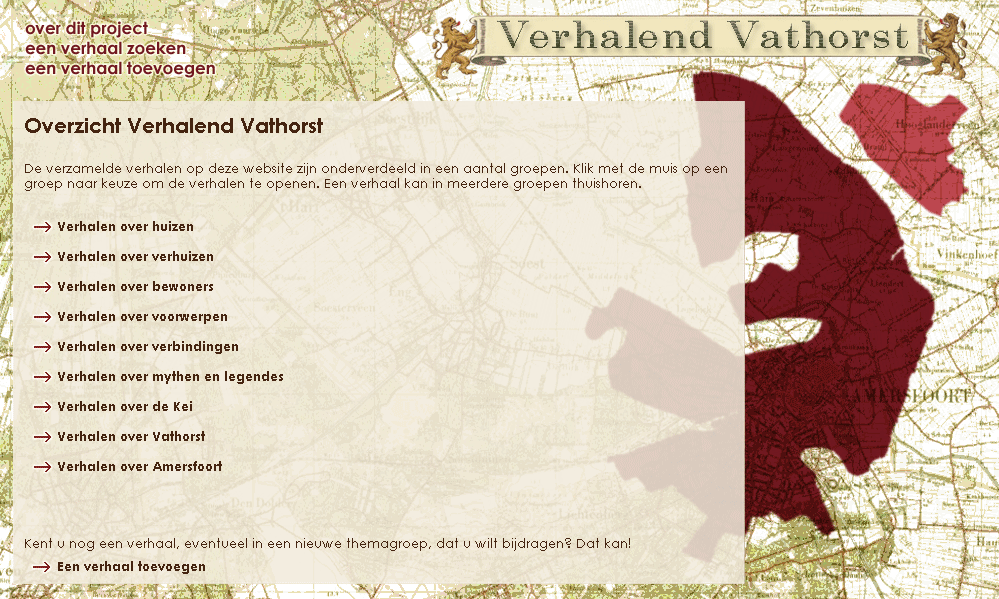 over dit project
een verhaal zoeken
een verhaal toevoegen
Verhalend Vathorst
Zevenhuizen
Hooglanderveen
Overzicht Verhalend Vathorst
De verzamelde verhalen op deze website zijn onderverdeeld in een aantal groepen. Klik met de muis op een
groep naar keuze om de verhalen te openen. Een verhaal kan in meerdere groepen thuishoren.
Verhalen over huizen
Verhalen over verhuizen
Vinkenhoef
Verhalen over bewoners
Verhalen over voorwerpen
Verhalen over verbindingen
Verhalen over mythen en legendes
AMERSFOORT
Verhalen over de Kei
Verhalen over Vathorst
Verhalen over Amersfoort
Kent u nog een verhaal, eventueel in een nieuwe themagroep, dat u wilt bijdragen? Dat kan!
Een verhaal toevoegen